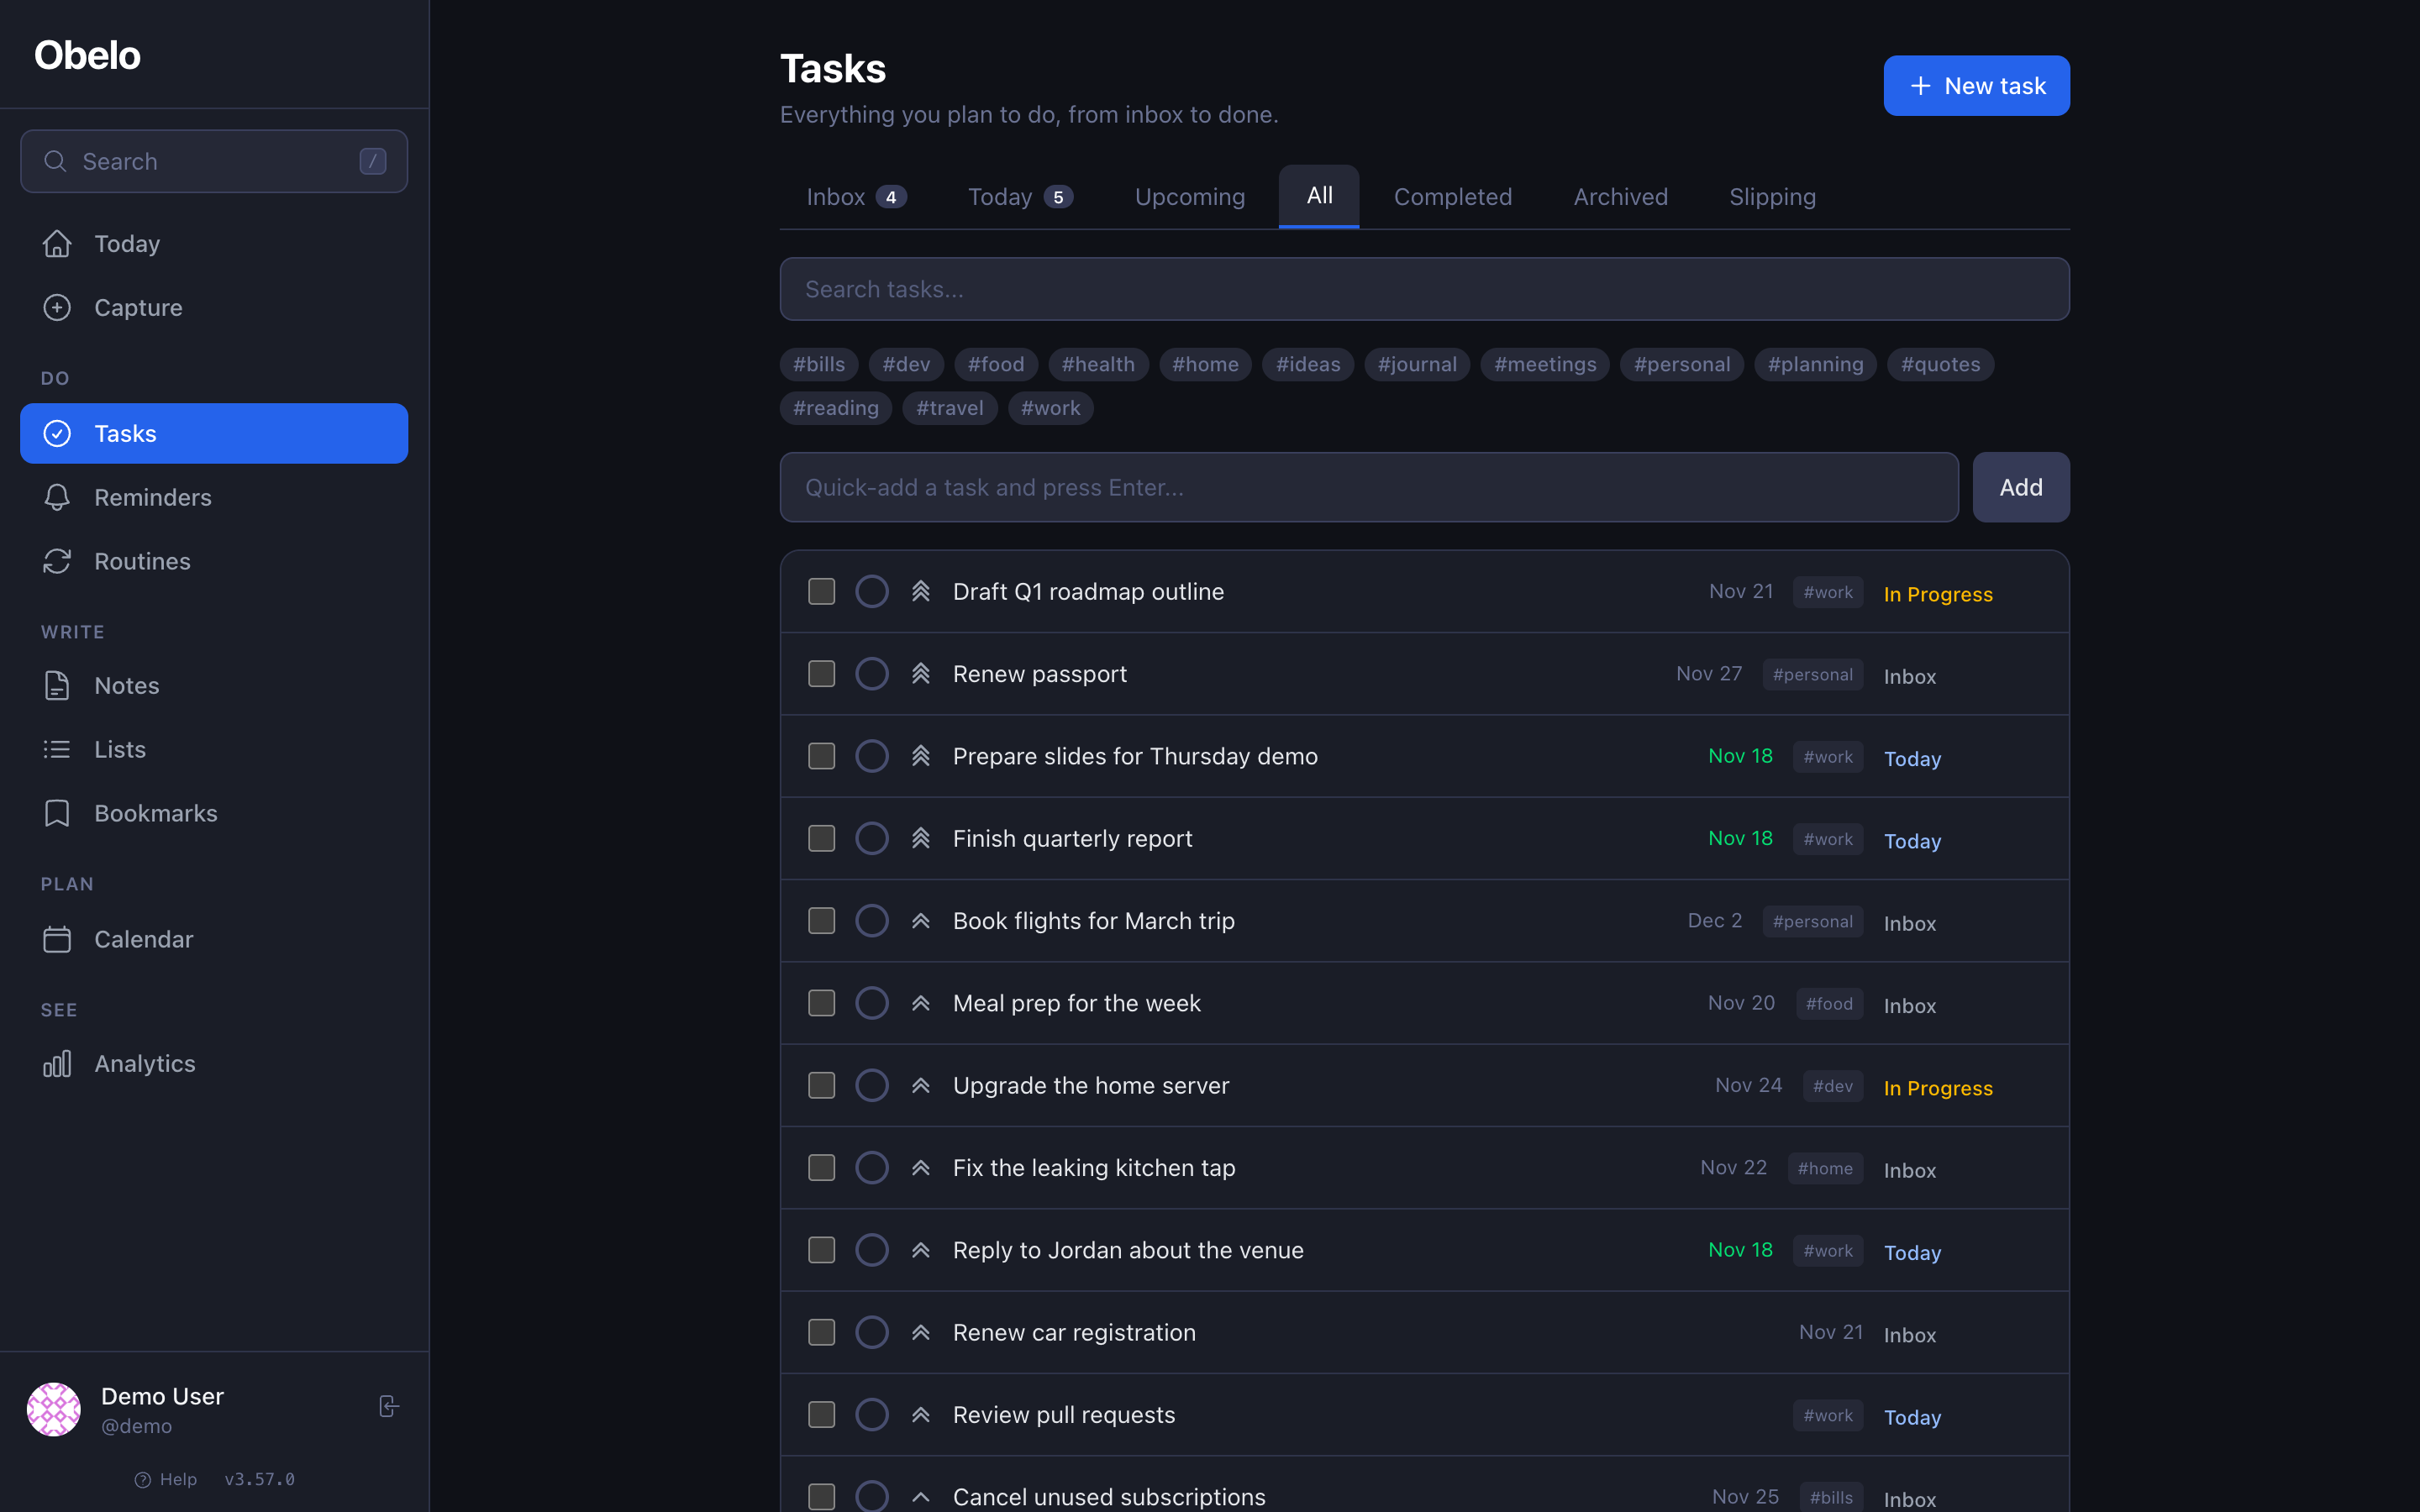 Obelo
Search /
Today
Capture
DO
Tasks
Reminders
Routines
WRITE
Notes
Lists
Bookmarks
PLAN
Calendar
SEE
Analytics
Demo User
@demo
Help v3.57.0
Tasks
Everything you plan to do, from inbox to done.
New task
Inbox 4 Today 5 Upcoming All Completed Archived Slipping
Search tasks...
#bills #dev #food #health #home #ideas #journal #meetings #personal #planning #quotes
#reading #travel #work
Quick-add a task and press Enter... Add
Draft Q1 roadmap outline Nov 21 #work In Progress
Renew passport Nov 27 #personal Inbox
Prepare slides for Thursday demo Nov 18 #work Today
Finish quarterly report Nov 18 #work Today
Book flights for March trip Dec 2 #personal Inbox
Meal prep for the week Nov 20 #food Inbox
Upgrade the home server Nov 24 #dev In Progress
Fix the leaking kitchen tap Nov 22 #home Inbox
Reply to Jordan about the venue Nov 18 #work Today
Renew car registration Nov 21 Inbox
Review pull requests #work Today
Cancel unused subscriptions Nov 25 #bills Inbox